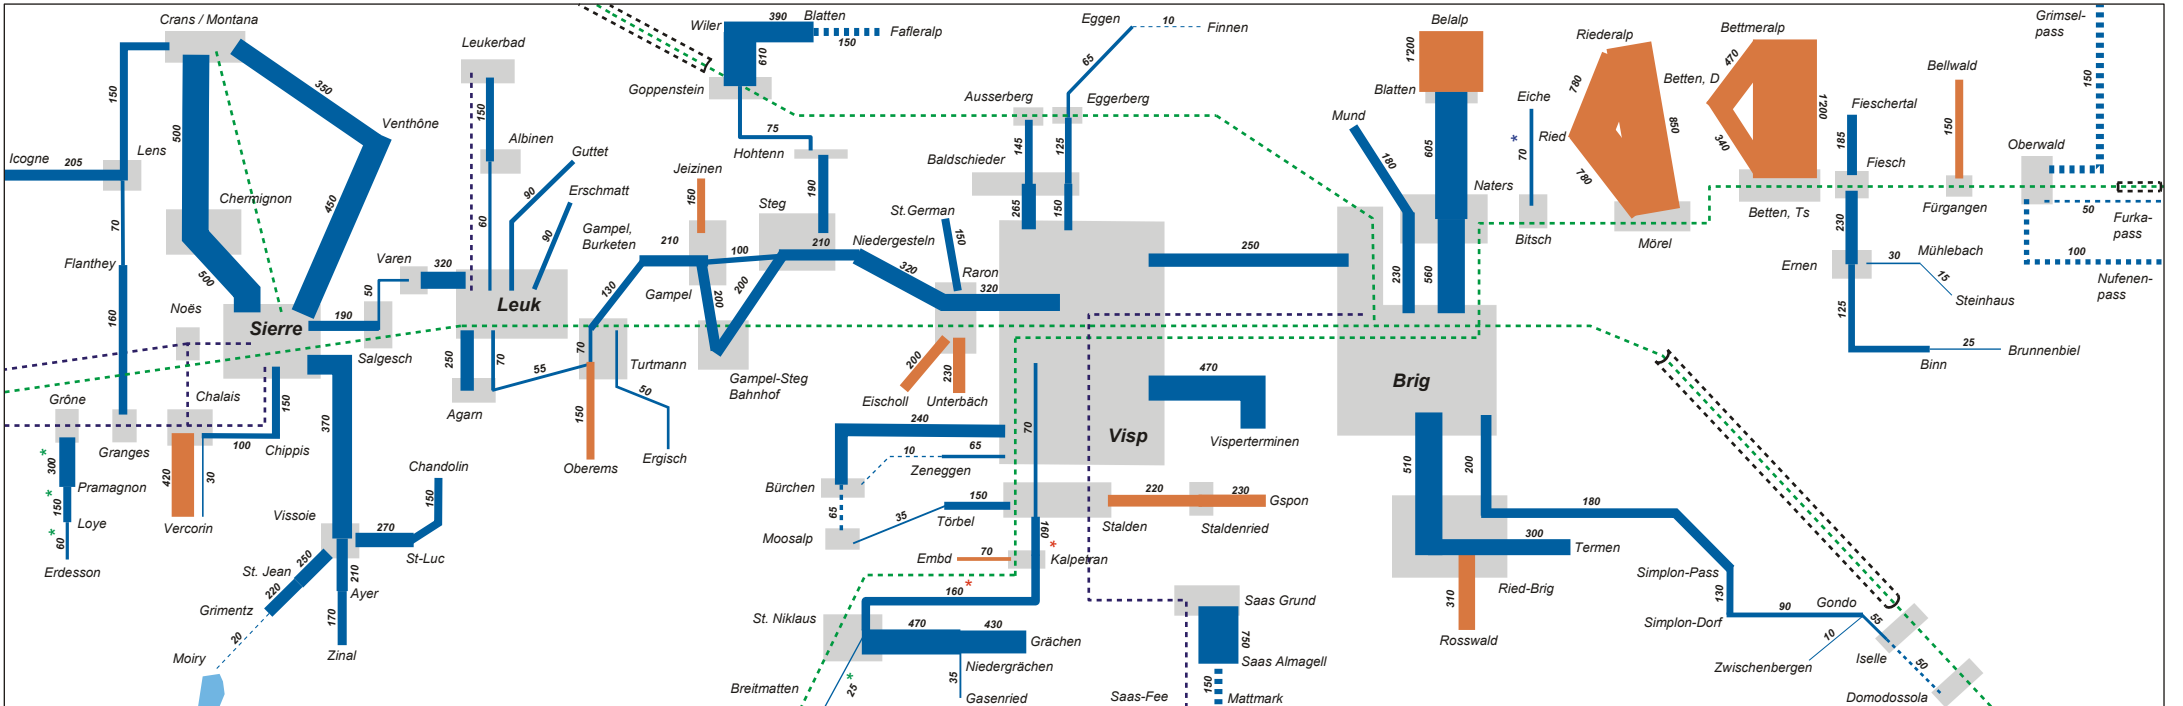 Crans / Montana
150
500
350
Venthône
Icogne
205
Lens
Chermignon
450
70
500
Flanthey
160
Noës
Sierre
190
50
Varen
320
Salgesch
Grône
300
*
Pramagnon
150
*
Loye
60
*
Erdesson
Granges
Chalais
420
100
30
Vercorin
150
Chippis
370
Chandolin
150
Vissoie
270
St-Luc
250
St. Jean
220
Grimentz
20
Moiry
210
Ayer
170
Zinal
Leukerbad
150
Albinen
60
Guttet
90
Erschmatt
90
Leuk
250
70
Agarn
55
Gampel,
Burketen
130
70
Turtmann
50
150
Oberems
Ergisch
Jeizinen
150
210
Gampel
100
200
200
Gampel-Steg
Bahnhof
Steg
210
Wiler
390
Blatten
150
Fafleralp
610
Goppenstein
75
Hohtenn
190
Niedergesteln
320
St.German
150
Raron
320
200
230
Eischoll
Unterbäch
Eggen
10
Finnen
65
Ausserberg
Eggerberg
145
125
Baldschieder
265
150
250
Visp
470
Visperterminen
70
240
65
10
Zeneggen
Bürchen
65
Moosalp
35
150
Törbel
Stalden
220
230
Gspon
Staldenried
160
*
Embd
70
Kalpetran
160
*
St. Niklaus
470
430
Grächen
Niedergrächen
35
Gasenried
Breitmatten
25
*
Saas Grund
750
Saas Almagell
150
Mattmark
Saas-Fee
Belalp
1'200
Blatten
605
Mund
180
Naters
230
560
Brig
510
200
180
300
Termen
Ried-Brig
310
Rosswald
Simplon-Pass
130
Simplon-Dorf
90
Gondo
55
10
Zwischenbergen
Iselle
50
Domodossola
Eiche
*
70
Bitsch
Riederalp
780
Ried
780
850
Mörel
Bettmeralp
470
Betten, D
340
1'200
Betten, Ts
Fieschertal
185
Fiesch
230
Ernen
30
Mühlebach
15
Steinhaus
125
25
Binn
Brunnenbiel
Bellwald
150
Fürgangen
Grimsel-
pass
150
Oberwald
50
Furka-
pass
100
Nufenen-
pass